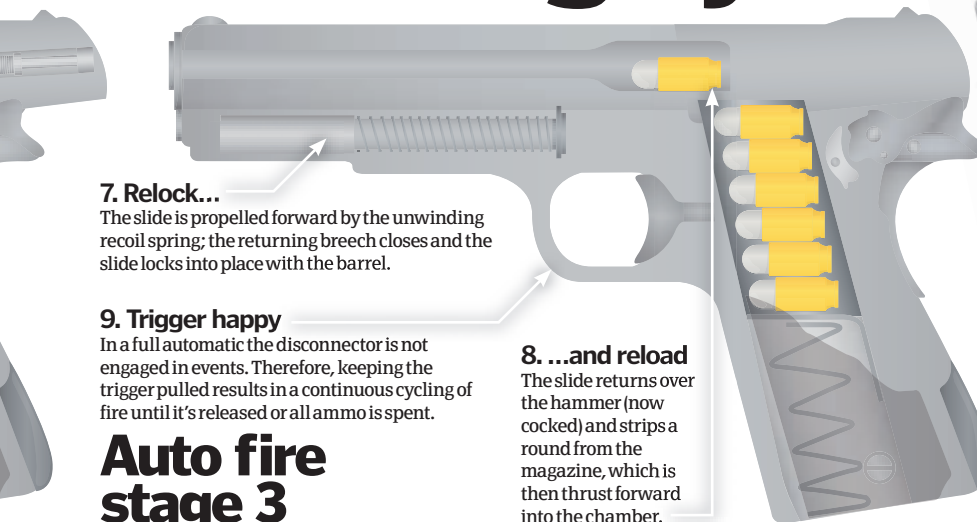 7. Relock...
The slide is propelled forward by the unwinding
recoil spring; the returning breech closes and the
slide locks into place with the barrel.
9. Trigger happy
In a full automatic the disconnector is not
engaged in events. Therefore, keeping the
trigger pulled results in a continuous cycling of
fire until it's released or all ammo is spent.
8. ...and reload
The slide returns over
the hammer (now
cocked) and strips a
round from the
magazine, which is
then thrust forward
into the chamber.
Auto fire
stage 3